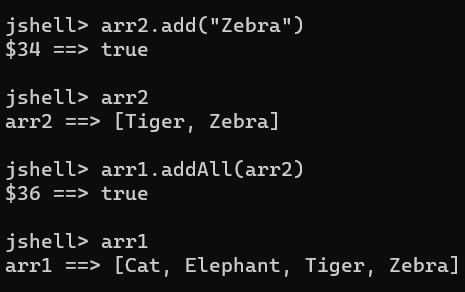 jshell> arr2.add("Zebra")
$34 ==> true
jshell> arr2
arr2 ==> [Tiger, Zebra]
jshell> arr1.addAll(arr2)
$36 ==> true
jshell> arr1
arr1 ==> [Cat, Elephant, Tiger, Zebra]